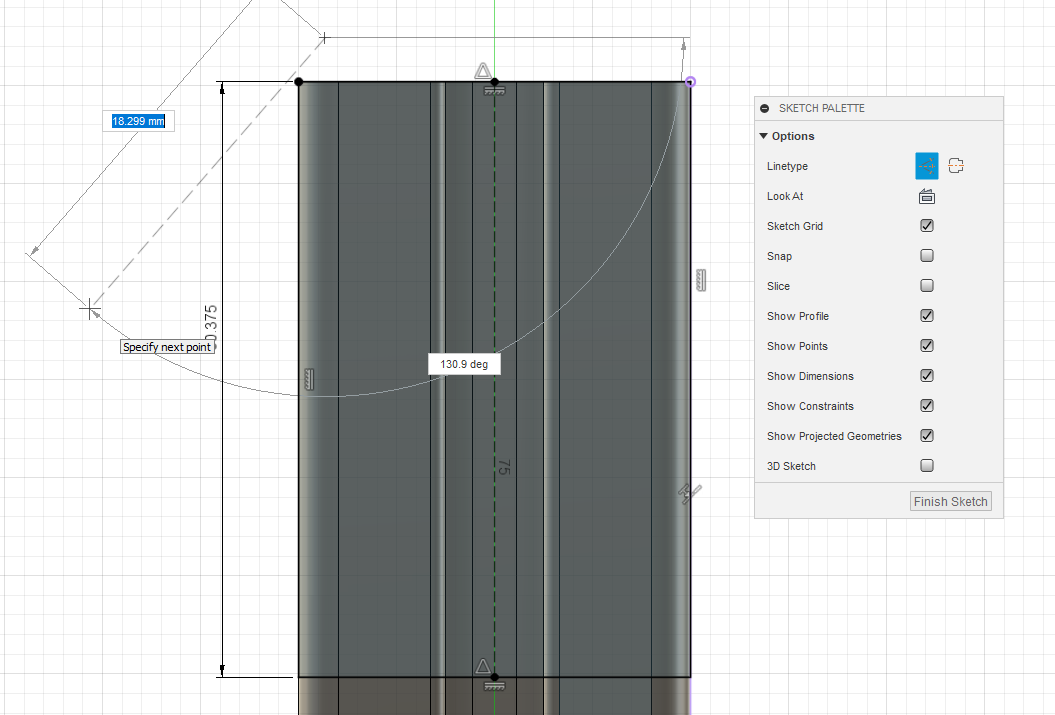 SKETCH PALETTE
18.299 mm
Options
Linetype
Look At
Sketch Grid
Snap
Slice
Show Profile
0.375
Specify next point
Show Points
130.9 deg
Show Dimensions
Show Constraints
Show Projected Geometries
75
3D Sketch
Finish Sketch